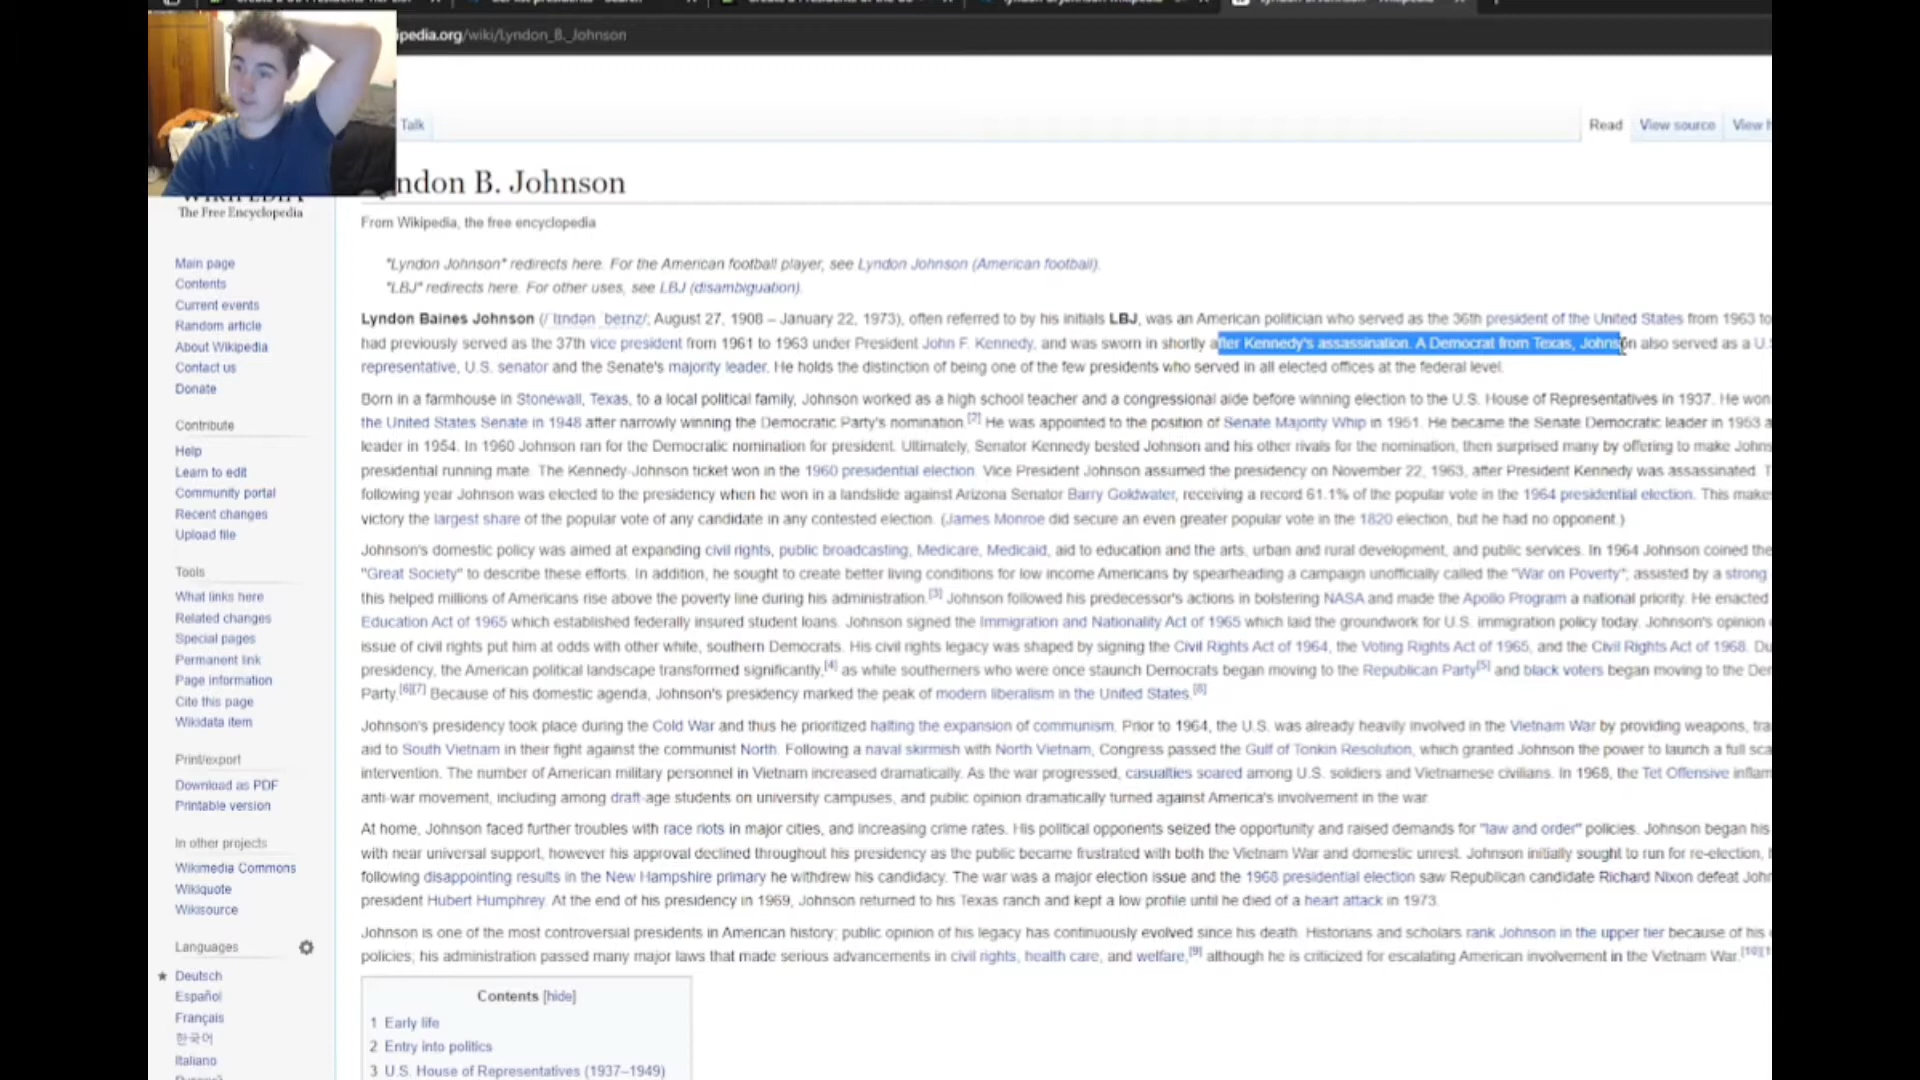 ipedia.org/wiki/Lyndon_B._Johnson
Talk
Read View source View h
ndon B. Johnson
WIKIPEDIA
The Free Encyclopedia
From Wikipedia, the free encyclopedia
"Lyndon Johnson" redirects here. For the American football player, see Lyndon Johnson (American football).
"LBJ" redirects here. For other uses, see LBJ (disambiguation).
Lyndon Baines Johnson (/ˈlɪndən ˈbeɪnz/; August 27, 1908 – January 22, 1973), often referred to by his initials LBJ, was an American politician who served as the 36th president of the United States from 1963 to
had previously served as the 37th vice president from 1961 to 1963 under President John F. Kennedy, and was sworn in shortly after Kennedy's assassination. A Democrat from Texas, Johnson also served as a U.S
representative, U.S. senator and the Senate's majority leader. He holds the distinction of being one of the few presidents who served in all elected offices at the federal level.
Born in a farmhouse in Stonewall, Texas, to a local political family, Johnson worked as a high school teacher and a congressional aide before winning election to the U.S. House of Representatives in 1937. He won
the United States Senate in 1948 after narrowly winning the Democratic Party's nomination.[2] He was appointed to the position of Senate Majority Whip in 1951. He became the Senate Democratic leader in 1953 a
leader in 1954. In 1960 Johnson ran for the Democratic nomination for president. Ultimately, Senator Kennedy bested Johnson and his other rivals for the nomination, then surprised many by offering to make Johns
presidential running mate. The Kennedy-Johnson ticket won in the 1960 presidential election. Vice President Johnson assumed the presidency on November 22, 1963, after President Kennedy was assassinated. T
following year Johnson was elected to the presidency when he won in a landslide against Arizona Senator Barry Goldwater, receiving a record 61.1% of the popular vote in the 1964 presidential election. This make
victory the largest share of the popular vote of any candidate in any contested election. (James Monroe did secure an even greater popular vote in the 1820 election, but he had no opponent.)
Johnson's domestic policy was aimed at expanding civil rights, public broadcasting, Medicare, Medicaid, aid to education and the arts, urban and rural development, and public services. In 1964 Johnson coined the
"Great Society" to describe these efforts. In addition, he sought to create better living conditions for low income Americans by spearheading a campaign unofficially called the "War on Poverty"; assisted by a strong
this helped millions of Americans rise above the poverty line during his administration.[3] Johnson followed his predecessor's actions in bolstering NASA and made the Apollo Program a national priority. He enacted
Education Act of 1965 which established federally insured student loans. Johnson signed the Immigration and Nationality Act of 1965 which laid the groundwork for U.S. immigration policy today. Johnson's opinion
issue of civil rights put him at odds with other white, southern Democrats. His civil rights legacy was shaped by signing the Civil Rights Act of 1964, the Voting Rights Act of 1965, and the Civil Rights Act of 1968. Du
presidency, the American political landscape transformed significantly,[4] as white southerners who were once staunch Democrats began moving to the Republican Party[5] and black voters began moving to the Der
Party.[6][7] Because of his domestic agenda, Johnson's presidency marked the peak of modern liberalism in the United States.[8]
Johnson's presidency took place during the Cold War and thus he prioritized halting the expansion of communism. Prior to 1964, the U.S. was already heavily involved in the Vietnam War by providing weapons, trai
aid to South Vietnam in their fight against the communist North. Following a naval skirmish with North Vietnam, Congress passed the Gulf of Tonkin Resolution, which granted Johnson the power to launch a full sca
intervention. The number of American military personnel in Vietnam increased dramatically. As the war progressed, casualties soared among U.S. soldiers and Vietnamese civilians. In 1968, the Tet Offensive inflam
anti-war movement, including among draft-age students on university campuses, and public opinion dramatically turned against America's involvement in the war.
At home, Johnson faced further troubles with race riots in major cities, and increasing crime rates. His political opponents seized the opportunity and raised demands for "law and order" policies. Johnson began his
with near universal support, however his approval declined throughout his presidency as the public became frustrated with both the Vietnam War and domestic unrest. Johnson initially sought to run for re-election,
following disappointing results in the New Hampshire primary he withdrew his candidacy. The war was a major election issue and the 1968 presidential election saw Republican candidate Richard Nixon defeat John
president Hubert Humphrey. At the end of his presidency in 1969, Johnson returned to his Texas ranch and kept a low profile until he died of a heart attack in 1973.
Johnson is one of the most controversial presidents in American history; public opinion of his legacy has continuously evolved since his death. Historians and scholars rank Johnson in the upper tier because of his
policies; his administration passed many major laws that made serious advancements in civil rights, health care, and welfare,[9] although he is criticized for escalating American involvement in the Vietnam War.[10][1
Contents [hide]
1 Early life
2 Entry into politics
3 U.S. House of Representatives (1937–1949)
Main page
Contents
Current events
Random article
About Wikipedia
Contact us
Donate
Contribute
Help
Learn to edit
Community portal
Recent changes
Upload file
Tools
What links here
Related changes
Special pages
Permanent link
Page information
Cite this page
Wikidata item
Print/export
Download as PDF
Printable version
In other projects
Wikimedia Commons
Wikiquote
Wikisource
Languages
Deutsch
Español
Français
한국어
Italiano